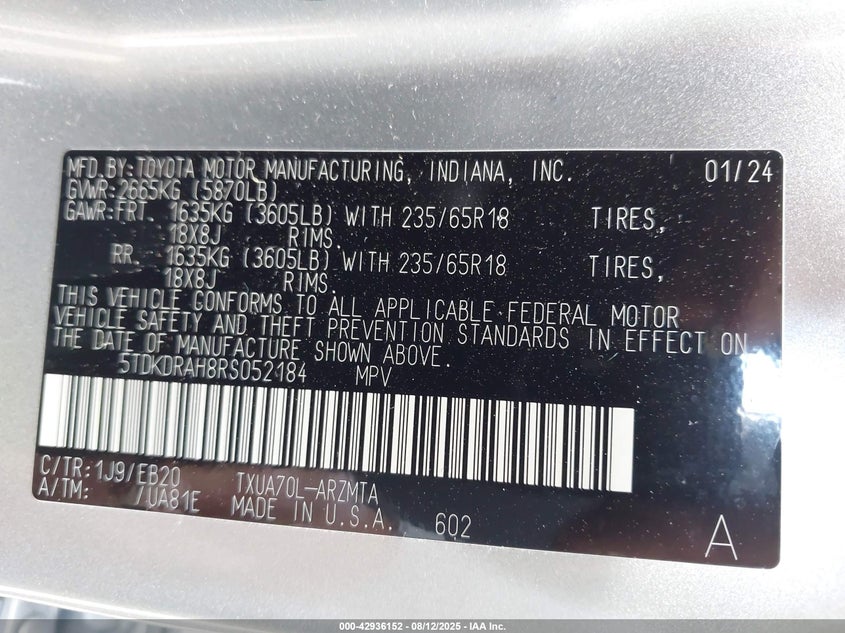 MFD.BY:TOYOTA MOTOR MANUFACTURING, INDIANA, INC. 01/24
GVWR:2665KG (5870LB)
GAWR:FRT. 1635KG (3605LB) WITH 235/65R18 TIRES,
18X8J RIMS.
RR. 1635KG (3605LB) WITH 235/65R18 TIRES,
18X8J RIMS.
THIS VEHICLE CONFORMS TO ALL APPLICABLE FEDERAL MOTOR
VEHICLE SAFETY AND THEFT PREVENTION STANDARDS IN EFFECT ON
THE DATE OF MANUFACTURE SHOWN ABOVE.
5TDKDRAH8RS052184 MPV
C/TR:1J9/EB20 TXUA70L-ARZMTA
A/TM: /UA81E MADE IN U.S.A. 602
A
000-42936152 - 08/12/2025 - IAA Inc.